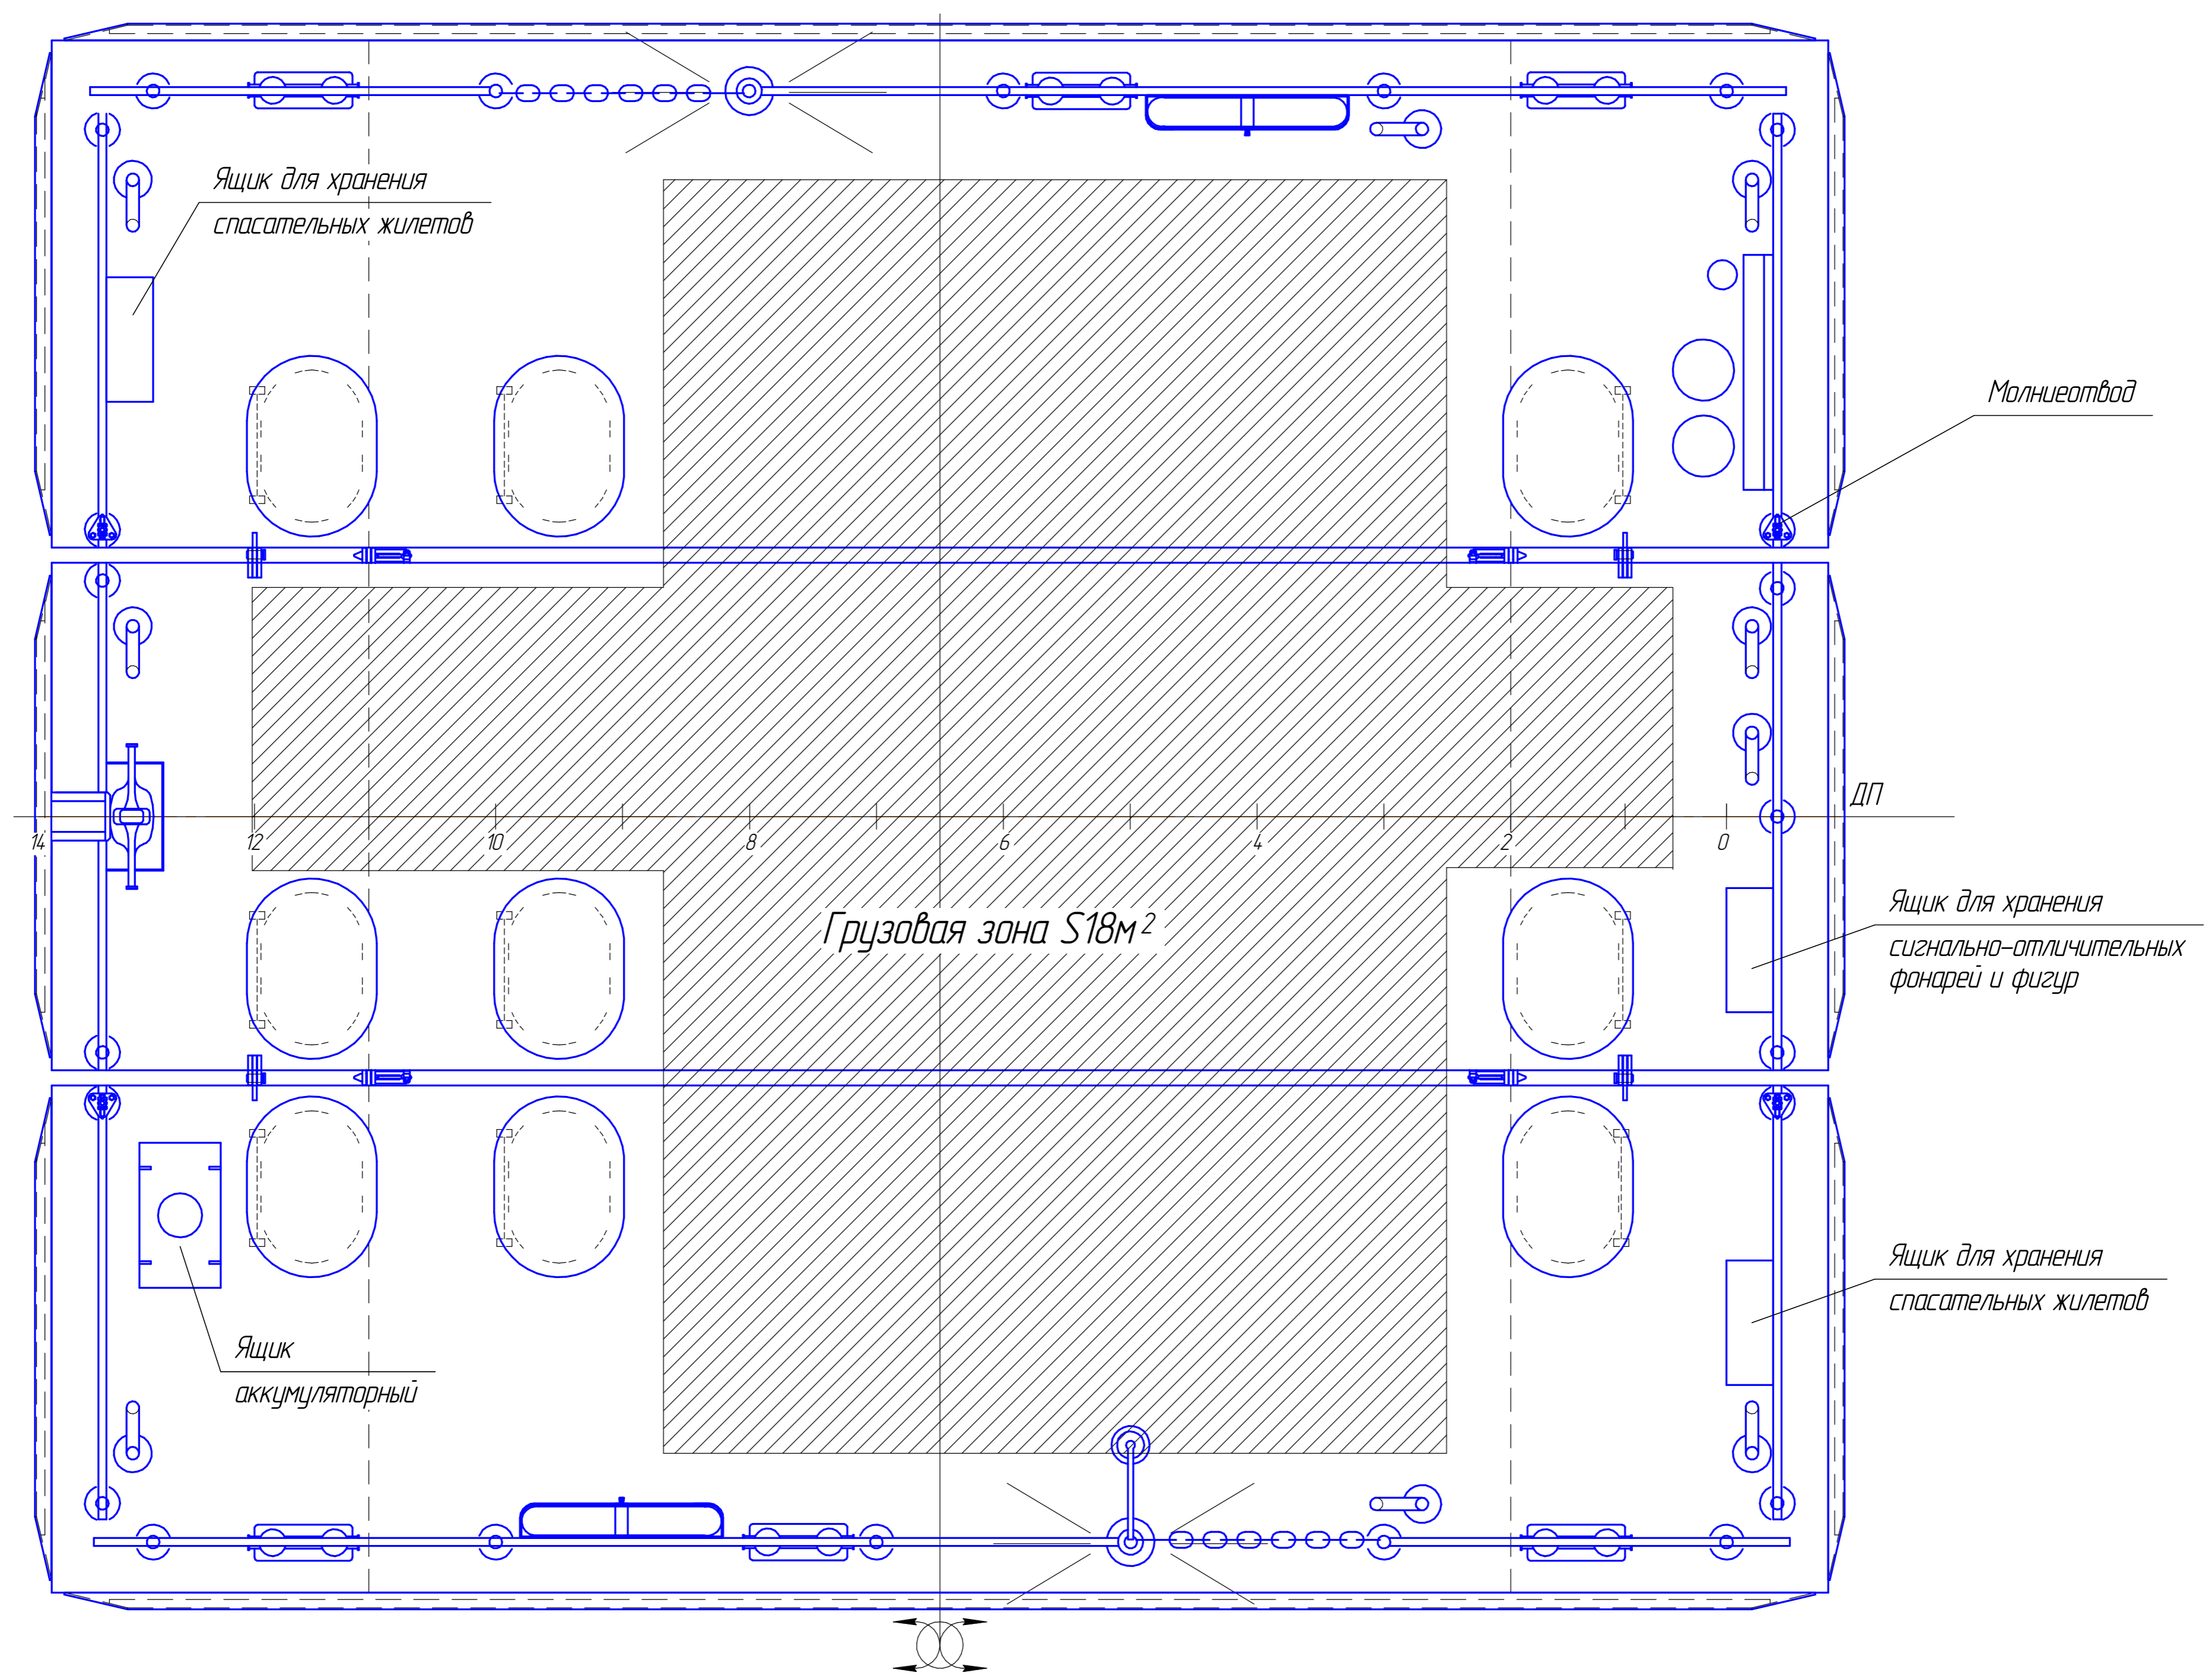 Ящик для хранения
спасательных жилетов
Молниеотвод
ДП
14 12 10 8 6 4 2 0
Ящик для хранения
сигнально-отличительных
фонарей и фигур
Грузовая зона S18м²
Ящик для хранения
спасательных жилетов
Ящик
аккумуляторный